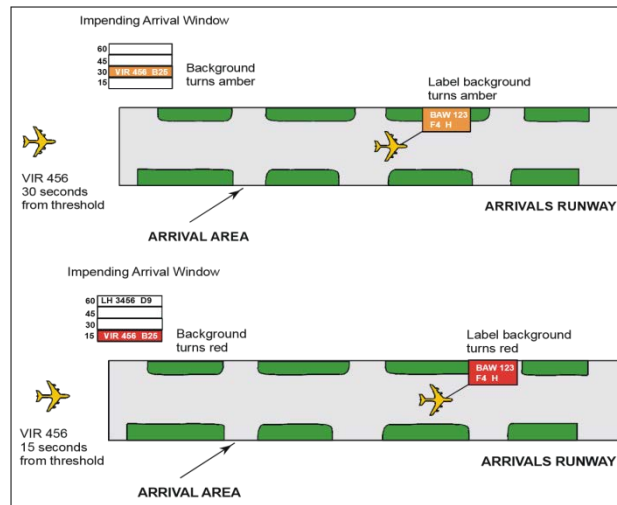 Impending Arrival Window
60
45
30 VIR 456 B25
15
Background
turns amber
Label background
turns amber
BAW 123
F4 H
VIR 456
30 seconds
from threshold
ARRIVAL AREA
ARRIVALS RUNWAY
Impending Arrival Window
60 LH 3456 D9
45
30
15 VIR 456 B25
Background
turns red
Label background
turns red
BAW 123
F4 H
VIR 456
15 seconds
from threshold
ARRIVAL AREA
ARRIVALS RUNWAY